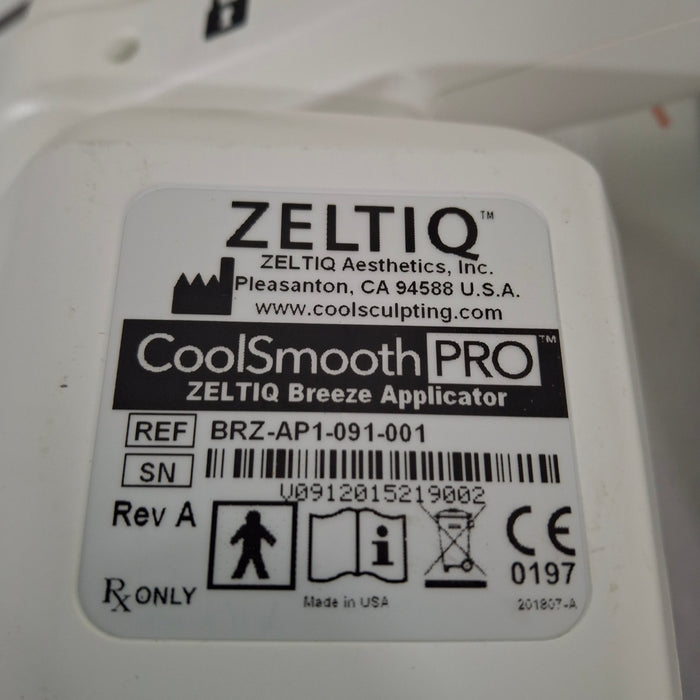 ZELTIQ™
ZELTIQ Aesthetics, Inc.
Pleasanton, CA 94588 U.S.A.
www.coolsculpting.com
CoolSmooth PRO™
ZELTIQ Breeze Applicator
REF BRZ-AP1-091-001
SN
U0912015219002
Rev A
i
CE
0197
Rx ONLY
Made in USA
201807-A